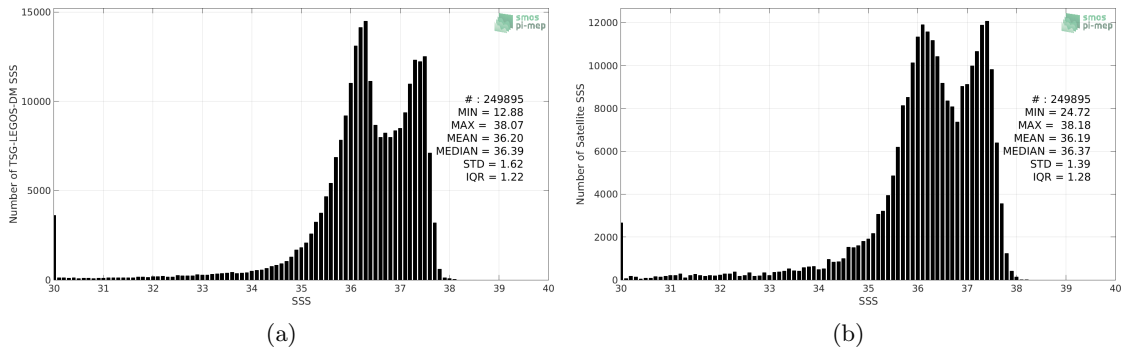 smos
pi-mep
Number of TSG-LEGOS-DM SSS
15000
10000
5000
0
# : 249895
MIN = 12.88
MAX = 38.07
MEAN = 36.20
MEDIAN = 36.39
STD = 1.62
IQR = 1.22
30 31 32 33 34 35 36 37 38 39 40
SSS
(a)
smos
pi-mep
Number of Satellite SSS
12000
10000
8000
6000
4000
2000
0
# : 249895
MIN = 24.72
MAX = 38.18
MEAN = 36.19
MEDIAN = 36.37
STD = 1.39
IQR = 1.28
30 31 32 33 34 35 36 37 38 39 40
SSS
(b)